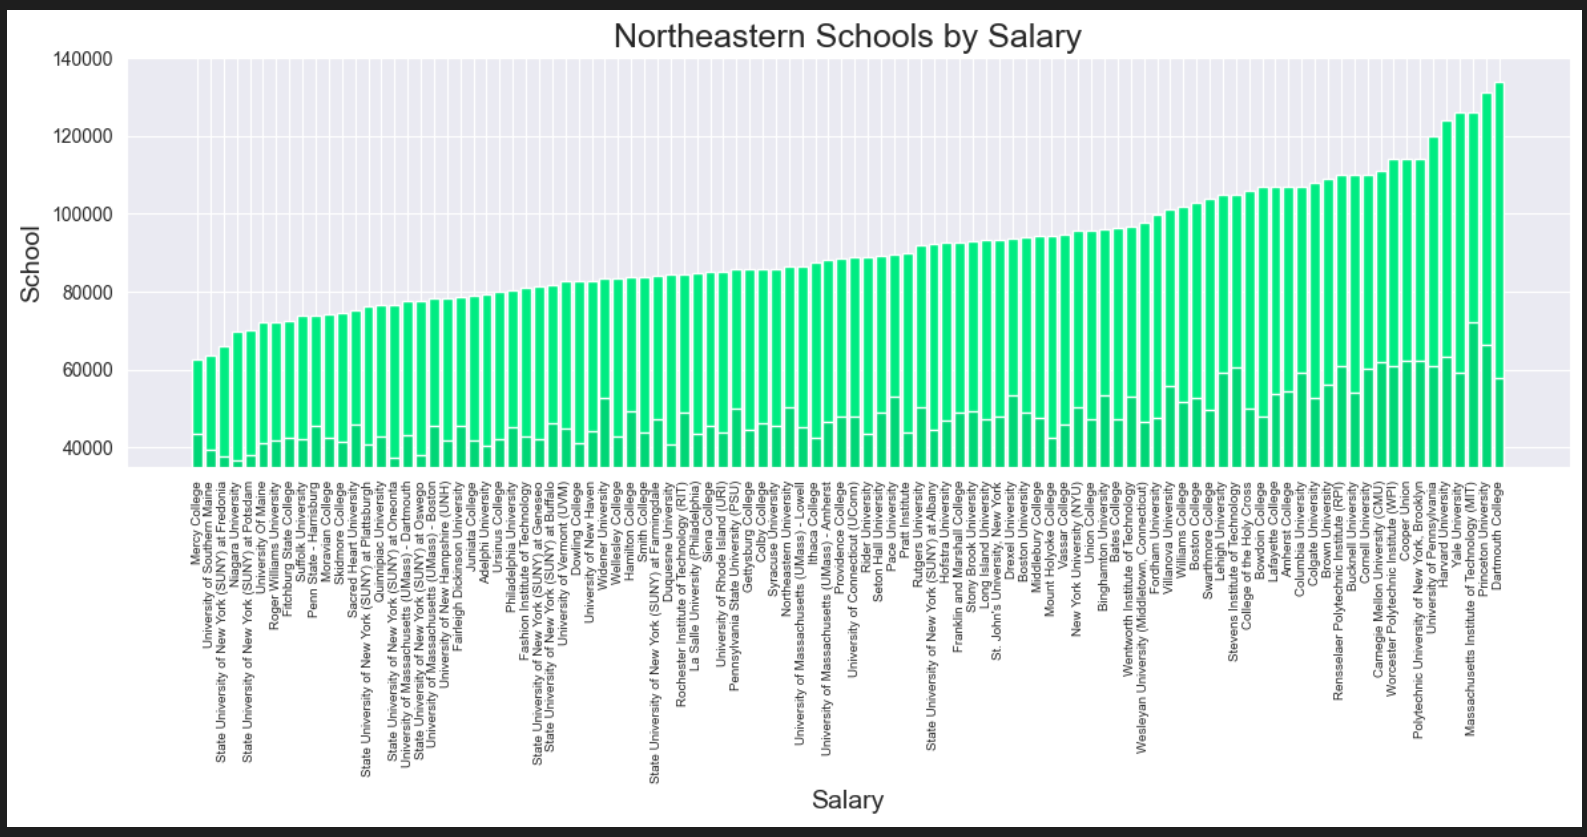 Northeastern Schools by Salary
140000
120000
100000
80000
60000
40000
School
Mercy College
University of Southern Maine
State University of New York (SUNY) at Fredonia
Niagara University
State University of New York (SUNY) at Potsdam
University Of Maine
Roger Williams University
Fitchburg State College
Suffolk University
Penn State - Harrisburg
Moravian College
Skidmore College
Sacred Heart University
State University of New York (SUNY) at Plattsburgh
Quinnipiac University
State University of New York (SUNY) at Oneonta
University of Massachusetts (UMass) - Dartmouth
State University of New York (SUNY) at Oswego
University of Massachusetts (UMass) - Boston
University of New Hampshire (UNH)
Fairleigh Dickinson University
Juniata College
Adelphi University
Ursinus College
Philadelphia University
Fashion Institute of Technology
State University of New York (SUNY) at Geneseo
State University of New York (SUNY) at Buffalo
University of Vermont (UVM)
Dowling College
University of New Haven
Widener University
Wellesley College
Hamilton College
Smith College
State University of New York (SUNY) at Farmingdale
Duquesne University
Rochester Institute of Technology (RIT)
La Salle University (Philadelphia)
Siena College
University of Rhode Island (URI)
Pennsylvania State University (PSU)
Gettysburg College
Colby College
Syracuse University
Northeastern University
University of Massachusetts (UMass) - Lowell
Ithaca College
University of Massachusetts (UMass) - Amherst
Providence College
University of Connecticut (UConn)
Rider University
Seton Hall University
Pace University
Pratt Institute
Rutgers University
State University of New York (SUNY) at Albany
Hofstra University
Franklin and Marshall College
Stony Brook University
Long Island University
St. John's University, New York
Drexel University
Boston University
Middlebury College
Mount Holyoke College
Vassar College
New York University (NYU)
Union College
Binghamton University
Bates College
Wentworth Institute of Technology
Wesleyan University (Middletown, Connecticut)
Fordham University
Villanova University
Williams College
Boston College
Swarthmore College
Lehigh University
Stevens Institute of Technology
College of the Holy Cross
Bowdoin College
Lafayette College
Amherst College
Columbia University
Colgate University
Brown University
Rensselaer Polytechnic Institute (RPI)
Bucknell University
Cornell University
Carnegie Mellon University (CMU)
Worcester Polytechnic Institute (WPI)
Cooper Union
Polytechnic University of New York, Brooklyn
University of Pennsylvania
Harvard University
Yale University
Massachusetts Institute of Technology (MIT)
Princeton University
Dartmouth College
Salary